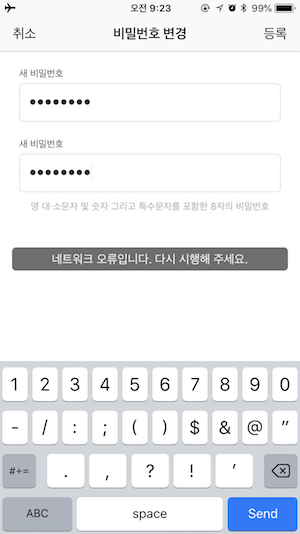 오전 9:23
99%
취소
비밀번호 변경
등록
새 비밀번호
새 비밀번호
영 대·소문자 및 숫자 그리고 특수문자를 포함한 8자의 비밀번호
네트워크 오류입니다. 다시 시행해 주세요.
1 2 3 4 5 6 7 8 9 0
- / : ; ( ) $ & @ ”
#+= . , ? ! ’
ABC space Send